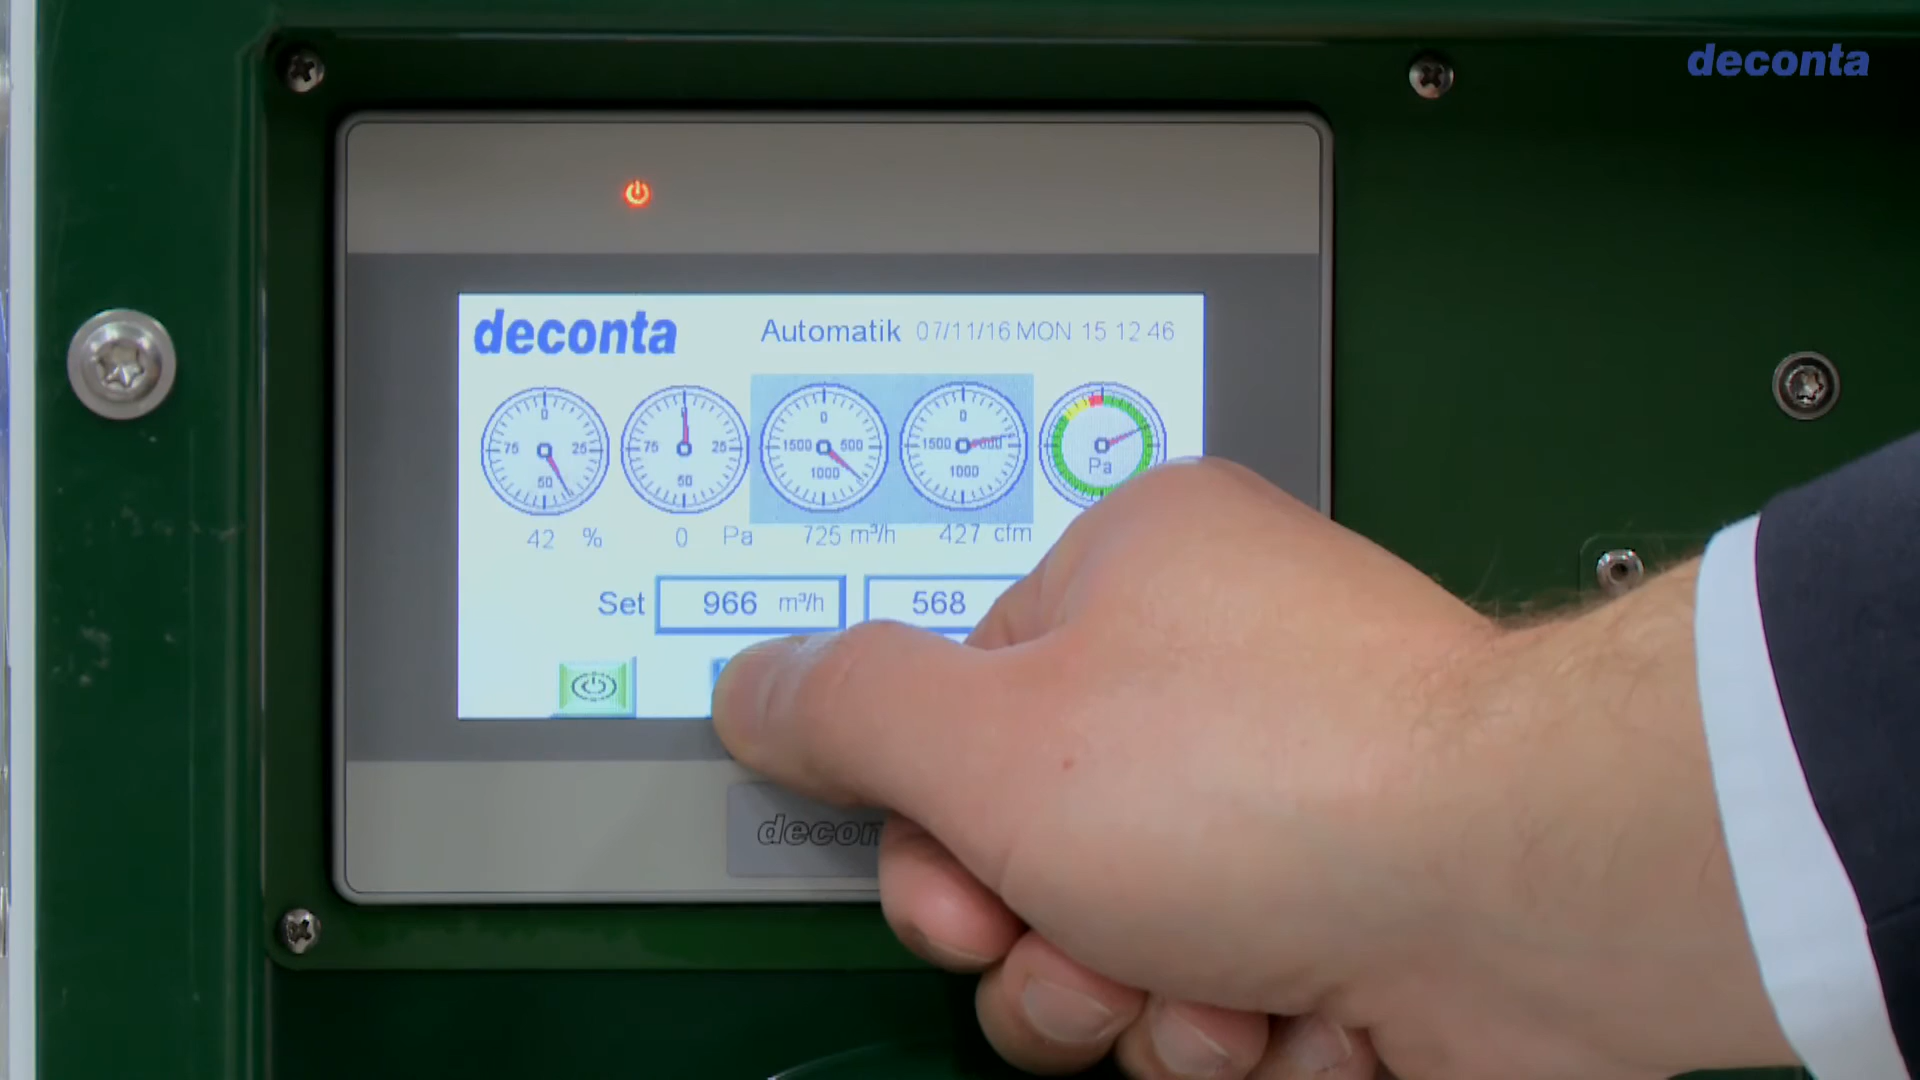 deconta
deconta Automatik 07/11/16 MON 15 12 46
0 25 50 75
0 25 50 75
0 500 1000 1500
0 1000 1500
Pa
42 % 0 Pa 725 m³/h 427 cfm
Set 966 m³/h 568
decon